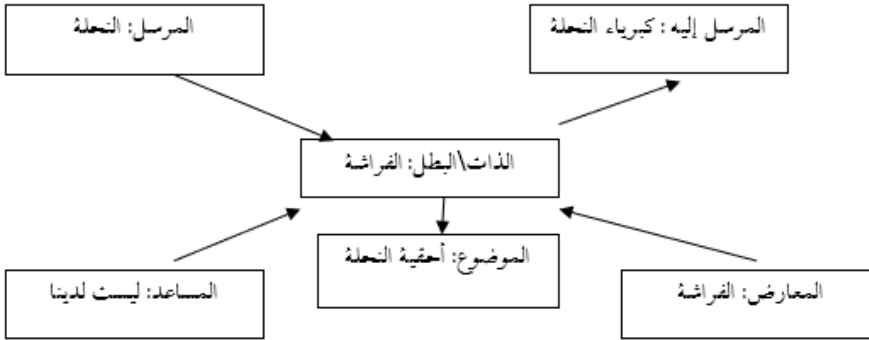 المرسل إليه : كبرياء النحلة
المرسل: النحلة
الذات\البطل: الفراشة
الموضوع: أحقية النحلة
المعارض: الفراشة
المساعد: ليست لدينا